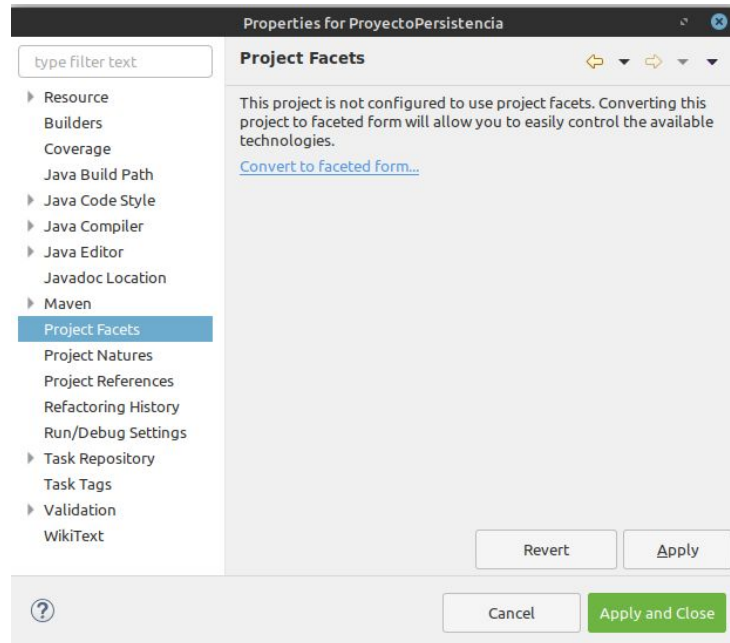 Properties for ProyectoPersistencia
type filter text
Resource
Builders
Coverage
Java Build Path
Java Code Style
Java Compiler
Java Editor
Javadoc Location
Maven
Project Facets
Project Natures
Project References
Refactoring History
Run/Debug Settings
Task Repository
Task Tags
Validation
WikiText
Project Facets
This project is not configured to use project facets. Converting this
project to faceted form will allow you to easily control the available
technologies.
Convert to faceted form...
Revert
Apply
?
Cancel
Apply and Close